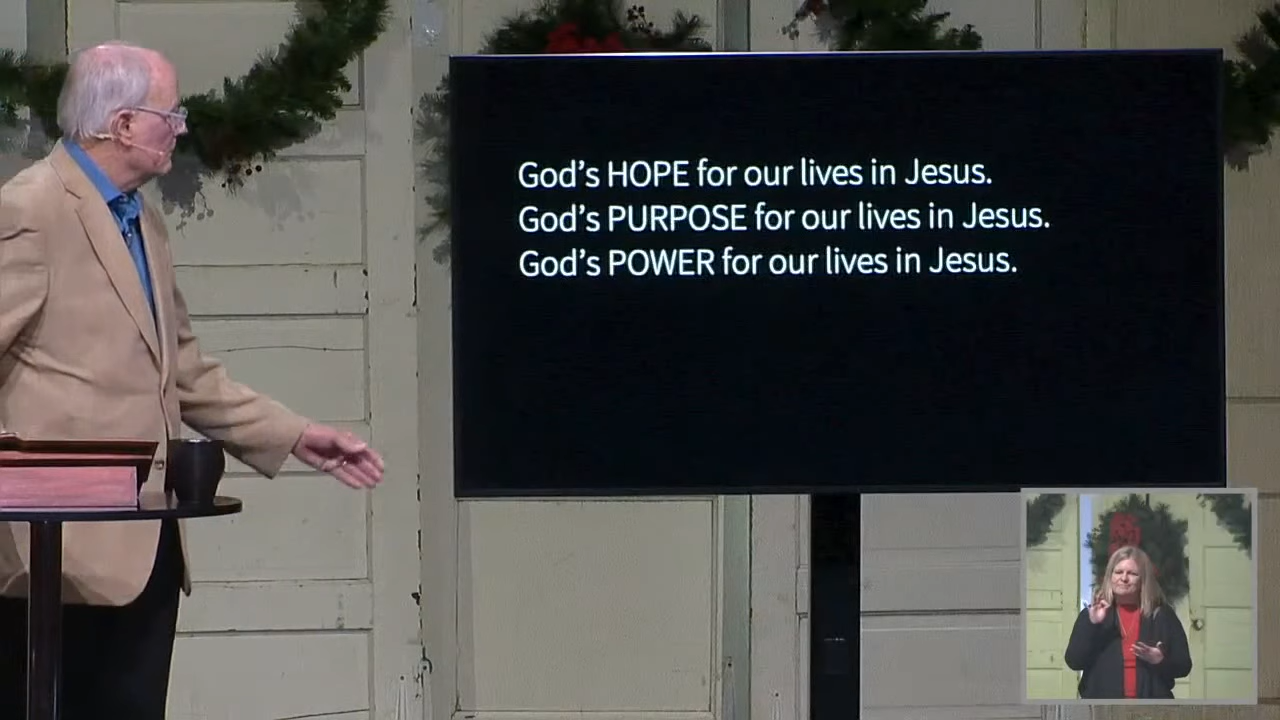 God’s HOPE for our lives in Jesus.
God’s PURPOSE for our lives in Jesus.
God’s POWER for our lives in Jesus.